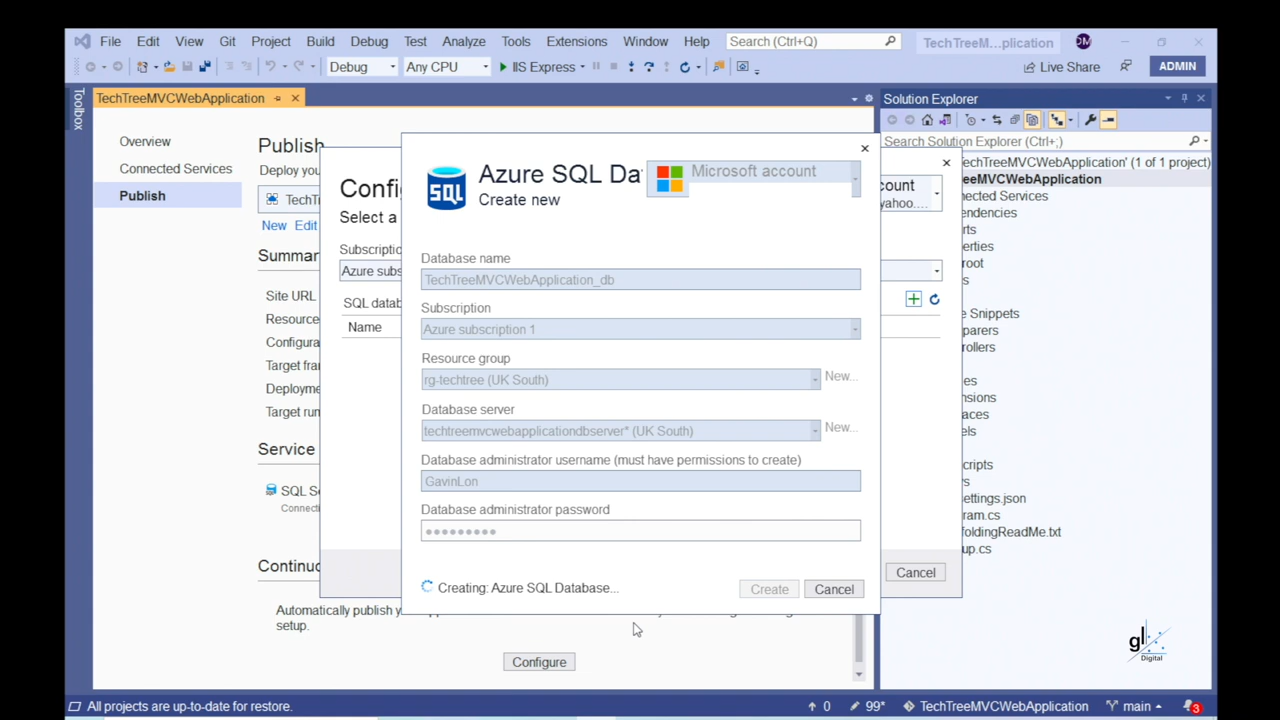 File Edit View Git Project Build Debug Test Analyze Tools Extensions Window Help Search (Ctrl+Q) TechTreeM...plication DM
Debug Any CPU IIS Express Live Share ADMIN
Toolbox
TechTreeMVCWebApplication
Overview
Connected Services
Publish
Publish
Deploy you
TechTr
New Edit
Summar
Site URL
Resource
Configura
Target fran
Deployme
Target run
Service
SQL Se
Connecti
Continuo
Automatically publish y
setup.
Configure
Confi
Select a
Subscriptio
Azure subs
SQL datab
Name
count
yahoo....
Cancel
Azure SQL Da
Create new
Microsoft account
Database name
TechTreeMVCWebApplication_db
Subscription
Azure subscription 1
Resource group
rg-techtree (UK South)
New...
Database server
techtreemvcwebapplicationdbserver* (UK South)
New...
Database administrator username (must have permissions to create)
GavinLon
Database administrator password
●●●●●●●●●
Creating: Azure SQL Database...
Create Cancel
Solution Explorer
Search Solution Explorer (Ctrl+;)
TechTreeMVCWebApplication' (1 of 1 project)
eeMVCWebApplication
nected Services
endencies
rts
erties
root
s
e Snippets
parers
rollers
es
nsions
aces
els
cripts
s
ettings.json
ram.cs
foldingReadMe.txt
up.cs
gl
Digital
All projects are up-to-date for restore. 0 99* TechTreeMVCWebApplication main 3